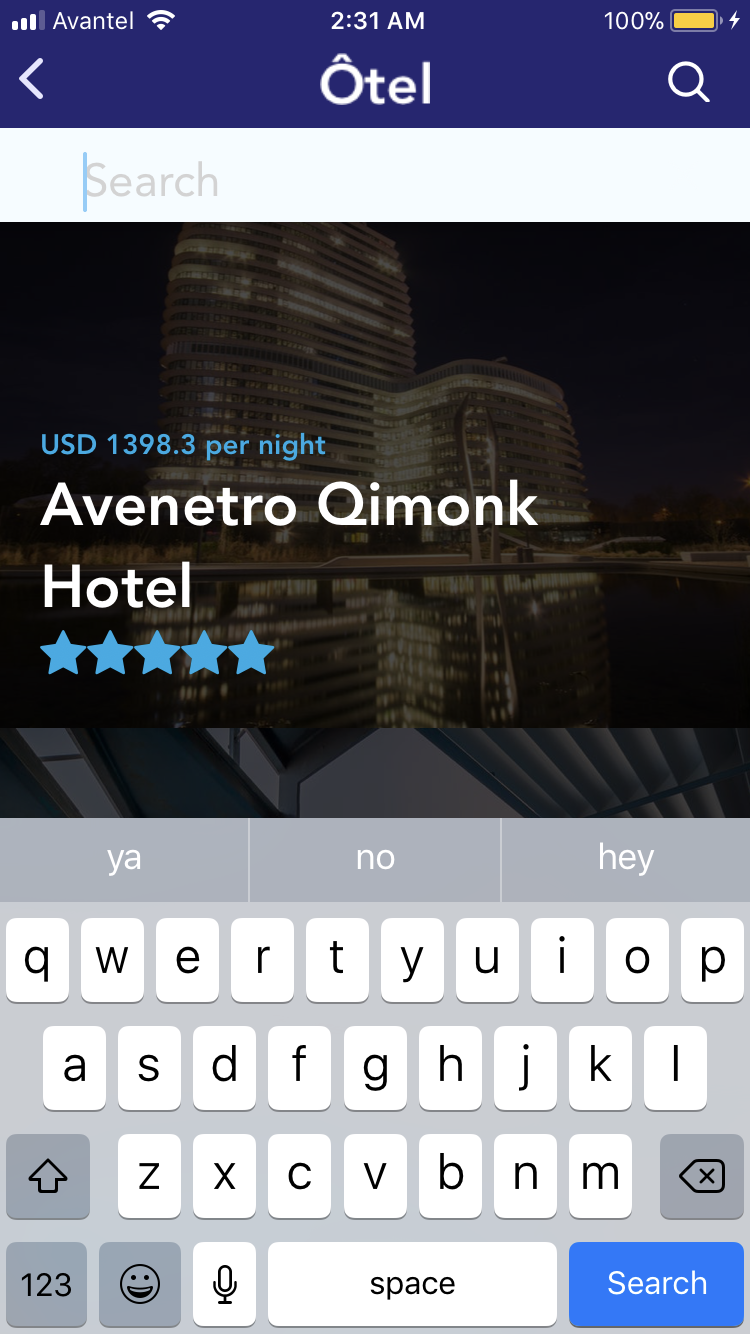 Avantel 2:31 AM 100%
Ôtel
Search
USD 1398.3 per night
Avenetro Qimonk
Hotel
ya no hey
q w e r t y u i o p
a s d f g h j k l
z x c v b n m
123 space Search